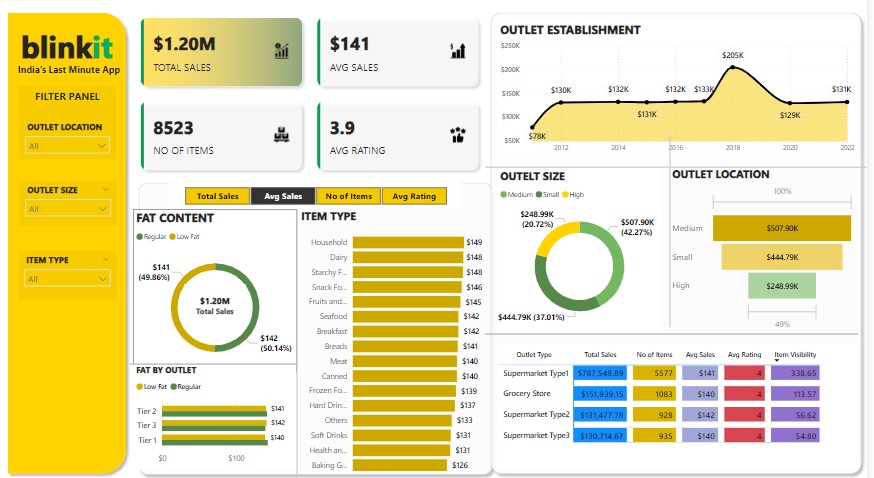 blinkit
India's Last Minute App
FILTER PANEL
OUTLET LOCATION
All
OUTLET SIZE
All
ITEM TYPE
All
$1.20M
TOTAL SALES
$141
AVG SALES
8523
NO OF ITEMS
3.9
AVG RATING
Total Sales
Avg Sales
No of Items
Avg Rating
FAT CONTENT
Regular Low Fat
$141
(49.86%)
$1.20M
Total Sales
$142
(50.14%)
FAT BY OUTLET
Low Fat Regular
Tier 2 $141
Tier 3 $142
Tier 1 $140
$0 $100
ITEM TYPE
Household $149
Dairy $148
Starchy F... $148
Snack Fo... $146
Fruits and... $145
Seafood $142
Breakfast $142
Breads $141
Meat $140
Canned $140
Frozen Fo... $139
Hard Drin... $137
Others $133
Soft Drinks $131
Health an... $131
Baking G... $126
OUTLET ESTABLISHMENT
$250K
$200K
$150K
$100K
$50K
$78K
$130K
$132K
$131K
$132K
$133K
$205K
$129K
$131K
2012 2014 2016 2018 2020 2022
OUTELT SIZE
Medium Small High
$248.99K
(20.72%)
$507.90K
(42.27%)
$444.79K (37.01%)
OUTLET LOCATION
100%
Medium $507.90K
Small $444.79K
High $248.99K
49%
Outlet Type Total Sales No of Items Avg Sales Avg Rating Item Visibility
Supermarket Type1 $787,549.89 5577 $141 4 338.65
Grocery Store $151,939.15 1083 $140 4 113.57
Supermarket Type2 $131,477.78 928 $142 4 56.62
Supermarket Type3 $130,714.67 935 $140 4 54.80